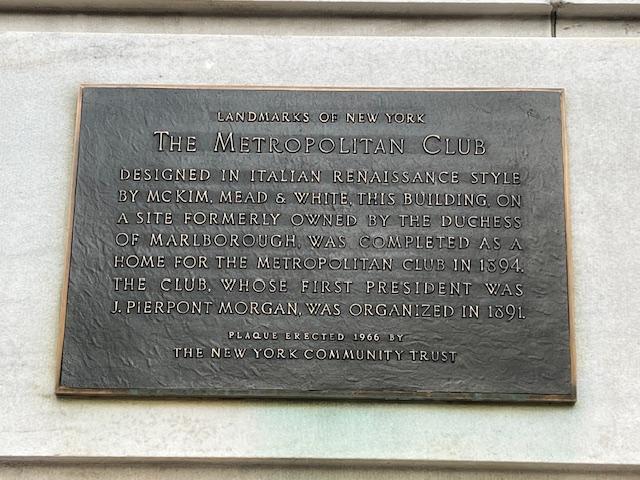 LANDMARKS OF NEW YORK
THE METROPOLITAN CLUB
DESIGNED IN ITALIAN RENAISSANCE STYLE
BY MCKIM, MEAD & WHITE, THIS BUILDING, ON
A SITE FORMERLY OWNED BY THE DUCHESS
OF MARLBOROUGH, WAS COMPLETED AS A
HOME FOR THE METROPOLITAN CLUB IN 1894.
THE CLUB, WHOSE FIRST PRESIDENT WAS
J. PIERPONT MORGAN, WAS ORGANIZED IN 1891.
PLAQUE ERECTED 1966 BY
THE NEW YORK COMMUNITY TRUST